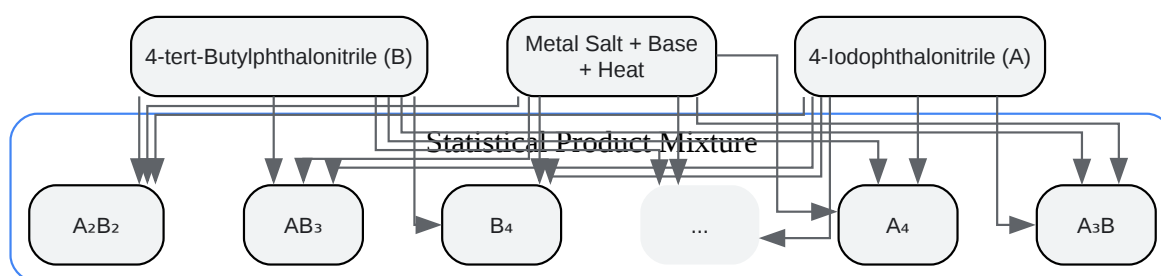 4-tert-Butylphthalonitrile (B)
Metal Salt + Base
+ Heat
4-Iodophthalonitrile (A)
Statistical Product Mixture
A₂B₂
AB₃
B₄
...
A₄
A₃B